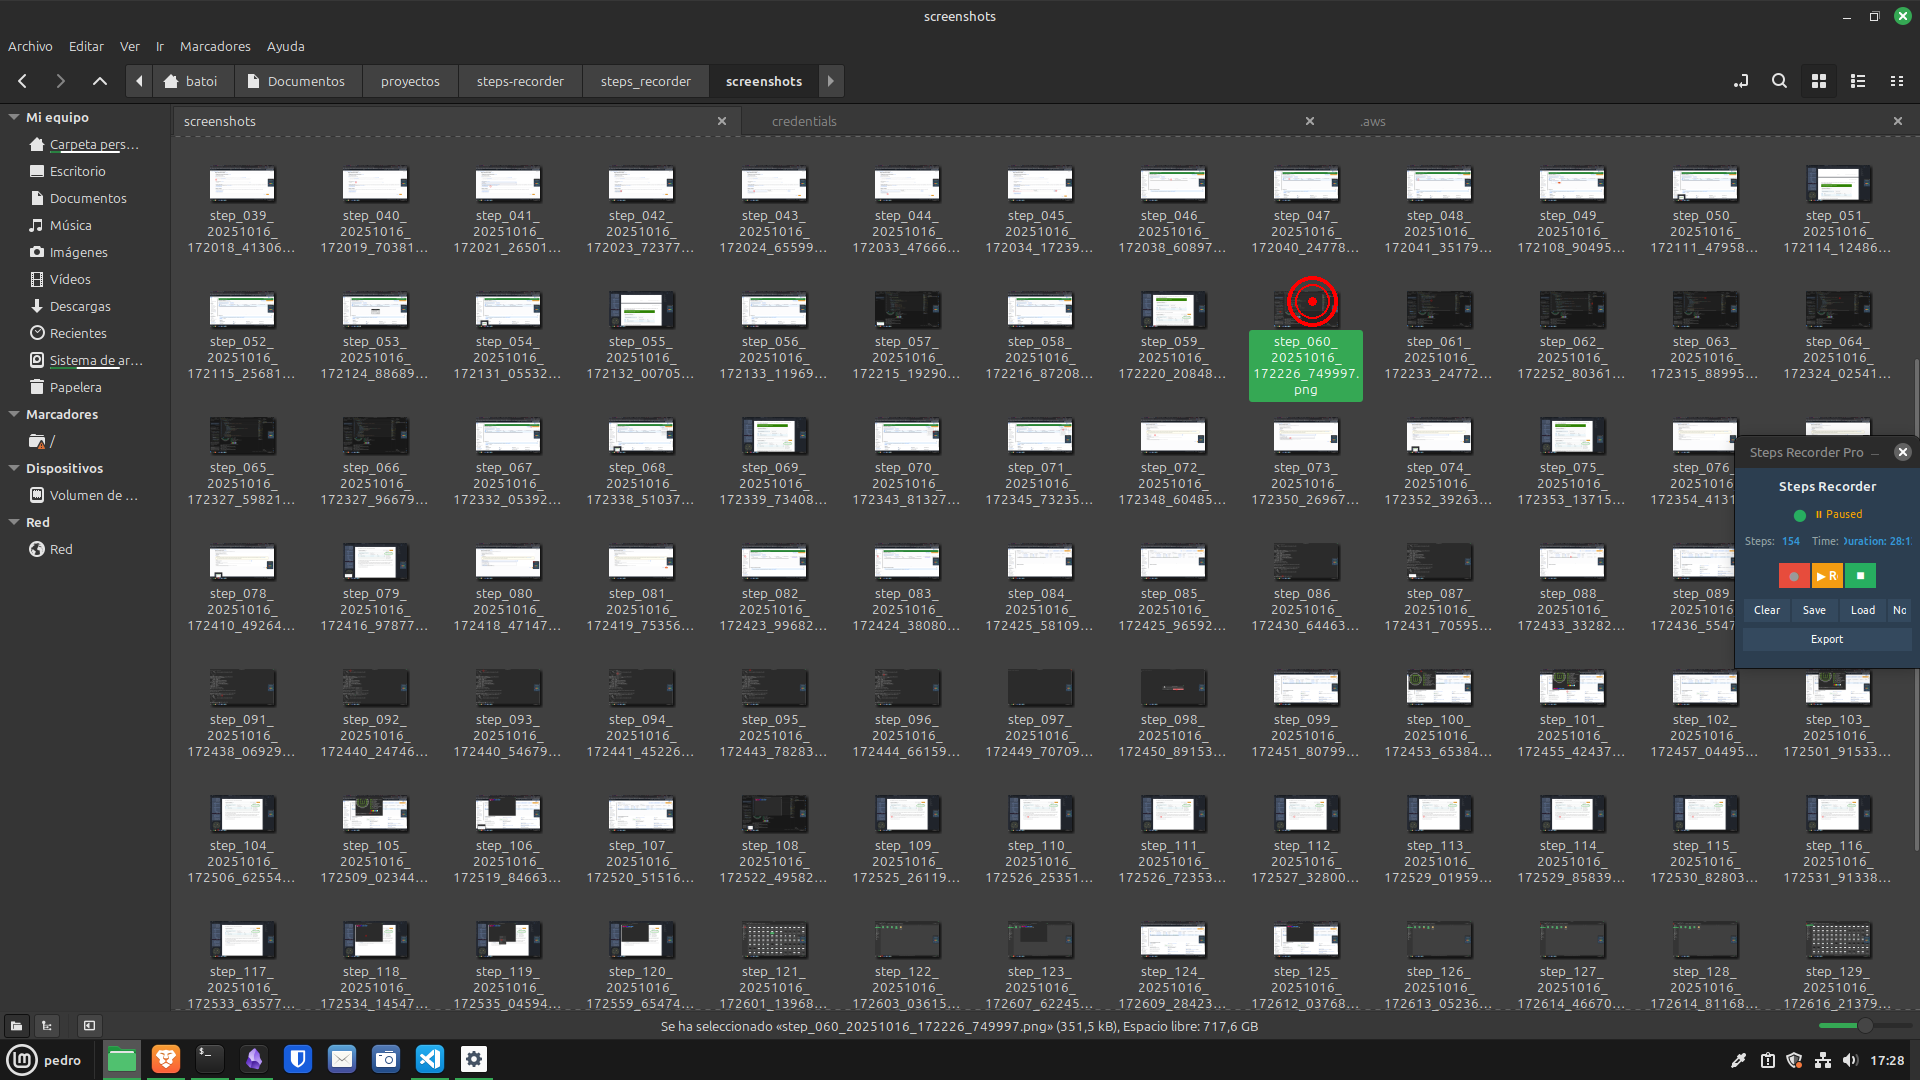 screenshots
Archivo Editar Ver Ir Marcadores Ayuda
batoi Documentos proyectos steps-recorder steps_recorder screenshots
Mi equipo
Carpeta pers...
Escritorio
Documentos
Música
Imágenes
Vídeos
Descargas
Recientes
Sistema de ar...
Papelera
Marcadores
/
Dispositivos
Volumen de ...
Red
Red
screenshots credentials .aws
step_039_ step_040_ step_041_ step_042_ step_043_ step_044_ step_045_ step_046_ step_047_ step_048_ step_049_ step_050_ step_051_
20251016_ 20251016_ 20251016_ 20251016_ 20251016_ 20251016_ 20251016_ 20251016_ 20251016_ 20251016_ 20251016_ 20251016_ 20251016_
172018_41306... 172019_70381... 172021_26501... 172023_72377... 172024_65599... 172033_47666... 172034_17239... 172038_60897... 172040_24778... 172041_35179... 172108_90495... 172111_47958... 172114_12486...
step_052_ step_053_ step_054_ step_055_ step_056_ step_057_ step_058_ step_059_ step_060_ step_061_ step_062_ step_063_ step_064_
20251016_ 20251016_ 20251016_ 20251016_ 20251016_ 20251016_ 20251016_ 20251016_ 20251016_ 20251016_ 20251016_ 20251016_ 20251016_
172115_25681... 172124_88689... 172131_05532... 172132_00705... 172133_11969... 172215_19290... 172216_87208... 172220_20848... 172226_749997. 172233_24772... 172252_80361... 172315_88995... 172324_02541...
png
step_065_ step_066_ step_067_ step_068_ step_069_ step_070_ step_071_ step_072_ step_073_ step_074_ step_075_ step_076_
20251016_ 20251016_ 20251016_ 20251016_ 20251016_ 20251016_ 20251016_ 20251016_ 20251016_ 20251016_ 20251016_ 20251016_
172327_59821... 172327_96679... 172332_05392... 172338_51037... 172339_73408... 172343_81327... 172345_73235... 172348_60485... 172350_26967... 172352_39263... 172353_13715... 172354_4131
step_078_ step_079_ step_080_ step_081_ step_082_ step_083_ step_084_ step_085_ step_086_ step_087_ step_088_ step_089_
20251016_ 20251016_ 20251016_ 20251016_ 20251016_ 20251016_ 20251016_ 20251016_ 20251016_ 20251016_ 20251016_ 20251016_
172410_49264... 172416_97877... 172418_47147... 172419_75356... 172423_99682... 172424_38080... 172425_58109... 172425_96592... 172430_64463... 172431_70595... 172433_33282... 172436_5547
step_091_ step_092_ step_093_ step_094_ step_095_ step_096_ step_097_ step_098_ step_099_ step_100_ step_101_ step_102_ step_103_
20251016_ 20251016_ 20251016_ 20251016_ 20251016_ 20251016_ 20251016_ 20251016_ 20251016_ 20251016_ 20251016_ 20251016_ 20251016_
172438_06929... 172440_24746... 172440_54679... 172441_45226... 172443_78283... 172444_66159... 172449_70709... 172450_89153... 172451_80799... 172453_65384... 172455_42437... 172457_04495... 172501_91533...
step_104_ step_105_ step_106_ step_107_ step_108_ step_109_ step_110_ step_111_ step_112_ step_113_ step_114_ step_115_ step_116_
20251016_ 20251016_ 20251016_ 20251016_ 20251016_ 20251016_ 20251016_ 20251016_ 20251016_ 20251016_ 20251016_ 20251016_ 20251016_
172506_62554... 172509_02344... 172519_84663... 172520_51516... 172522_49582... 172525_26119... 172526_25351... 172526_72353... 172527_32800... 172529_01959... 172529_85839... 172530_82803... 172531_91338...
step_117_ step_118_ step_119_ step_120_ step_121_ step_122_ step_123_ step_124_ step_125_ step_126_ step_127_ step_128_ step_129_
20251016_ 20251016_ 20251016_ 20251016_ 20251016_ 20251016_ 20251016_ 20251016_ 20251016_ 20251016_ 20251016_ 20251016_ 20251016_
172533_63577... 172534_14547... 172535_04594... 172559_65474... 172601_13968... 172603_03615... 172607_62245... 172609_28423... 172612_03768... 172613_05236... 172614_46670... 172614_81168... 172616_21379...
Steps Recorder Pro
Steps Recorder
Paused
Steps: 154 Time: Duration: 28:1
R
Clear Save Load No
Export
Se ha seleccionado «step_060_20251016_172226_749997.png» (351,5 kB), Espacio libre: 717,6 GB
pedro
17:28